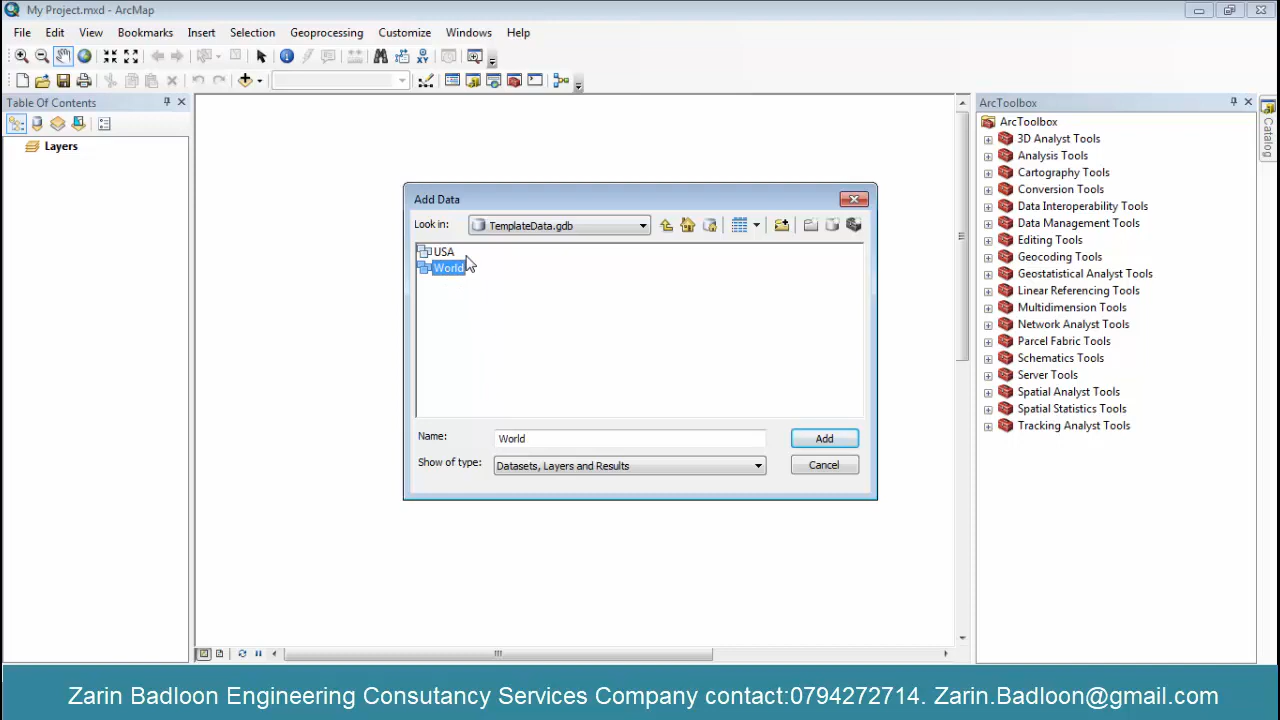 My Project.mxd - ArcMap
File Edit View Bookmarks Insert Selection Geoprocessing Customize Windows Help
Table Of Contents
Layers
Add Data
Look in: TemplateData.gdb
USA
World
Name: World
Add
Show of type: Datasets, Layers and Results
Cancel
ArcToolbox
ArcToolbox
3D Analyst Tools
Analysis Tools
Cartography Tools
Conversion Tools
Data Interoperability Tools
Data Management Tools
Editing Tools
Geocoding Tools
Geostatistical Analyst Tools
Linear Referencing Tools
Multidimension Tools
Network Analyst Tools
Parcel Fabric Tools
Schematics Tools
Server Tools
Spatial Analyst Tools
Spatial Statistics Tools
Tracking Analyst Tools
Catalog
Zarin Badloon Engineering Consutancy Services Company contact:0794272714. Zarin.Badloon@gmail.com